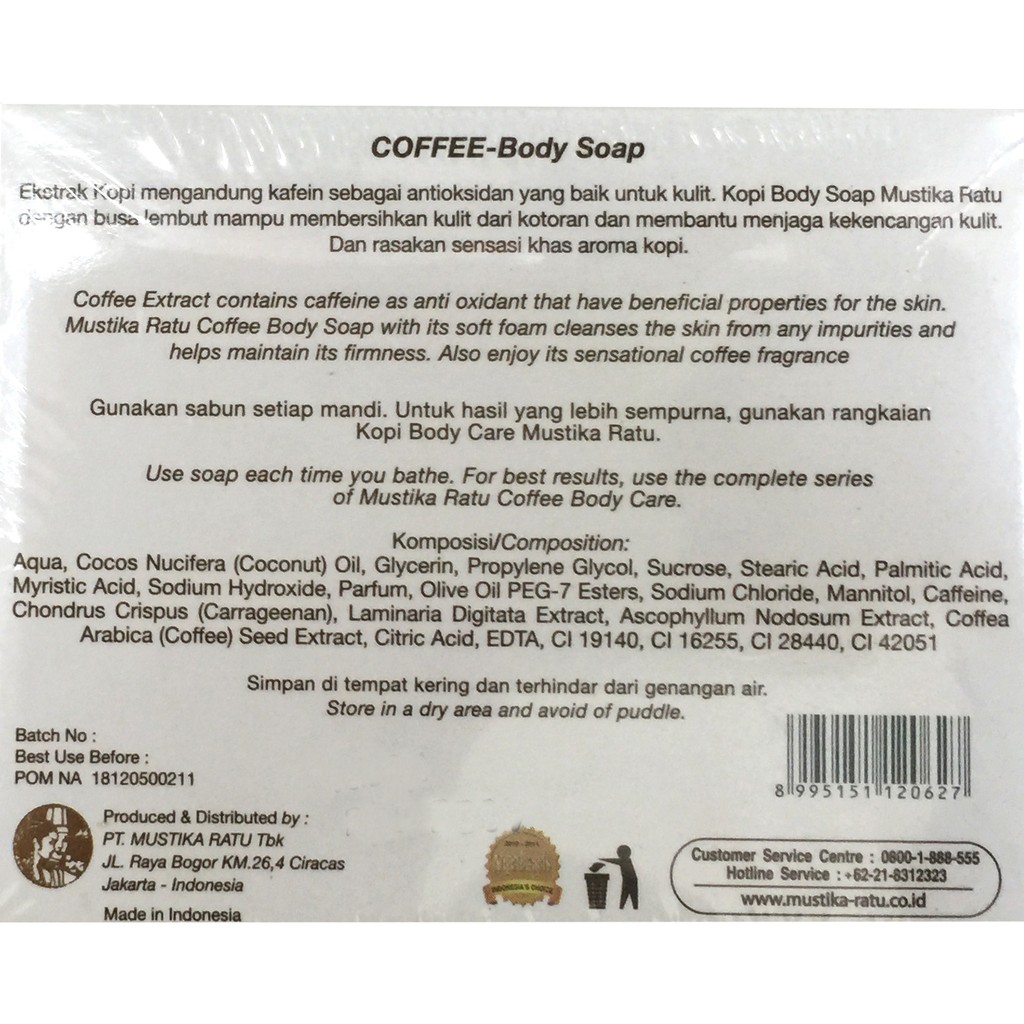 COFFEE-Body Soap
Ekstrak Kopi mengandung kafein sebagai antioksidan yang baik untuk kulit. Kopi Body Soap Mustika Ratu
dengan busa lembut mampu membersihkan kulit dari kotoran dan membantu menjaga kekencangan kulit.
Dan rasakan sensasi khas aroma kopi.
Coffee Extract contains caffeine as anti oxidant that have beneficial properties for the skin.
Mustika Ratu Coffee Body Soap with its soft foam cleanses the skin from any impurities and
helps maintain its firmness. Also enjoy its sensational coffee fragrance
Gunakan sabun setiap mandi. Untuk hasil yang lebih sempurna, gunakan rangkaian
Kopi Body Care Mustika Ratu.
Use soap each time you bathe. For best results, use the complete series
of Mustika Ratu Coffee Body Care.
Komposisi/Composition:
Aqua, Cocos Nucifera (Coconut) Oil, Glycerin, Propylene Glycol, Sucrose, Stearic Acid, Palmitic Acid,
Myristic Acid, Sodium Hydroxide, Parfum, Olive Oil PEG-7 Esters, Sodium Chloride, Mannitol, Caffeine,
Chondrus Crispus (Carrageenan), Laminaria Digitata Extract, Ascophyllum Nodosum Extract, Coffea
Arabica (Coffee) Seed Extract, Citric Acid, EDTA, CI 19140, CI 16255, CI 28440, CI 42051
Simpan di tempat kering dan terhindar dari genangan air.
Store in a dry area and avoid of puddle.
Batch No :
Best Use Before :
POM NA 18120500211
8 995151 120627
Produced & Distributed by :
PT. MUSTIKA RATU Tbk
JL. Raya Bogor KM.26,4 Ciracas
Jakarta - Indonesia
Made in Indonesia
INDONESIA'S CHOICE
Customer Service Centre : 0800-1-888-555
Hotline Service : +62-21-8312323
www.mustika-ratu.co.id